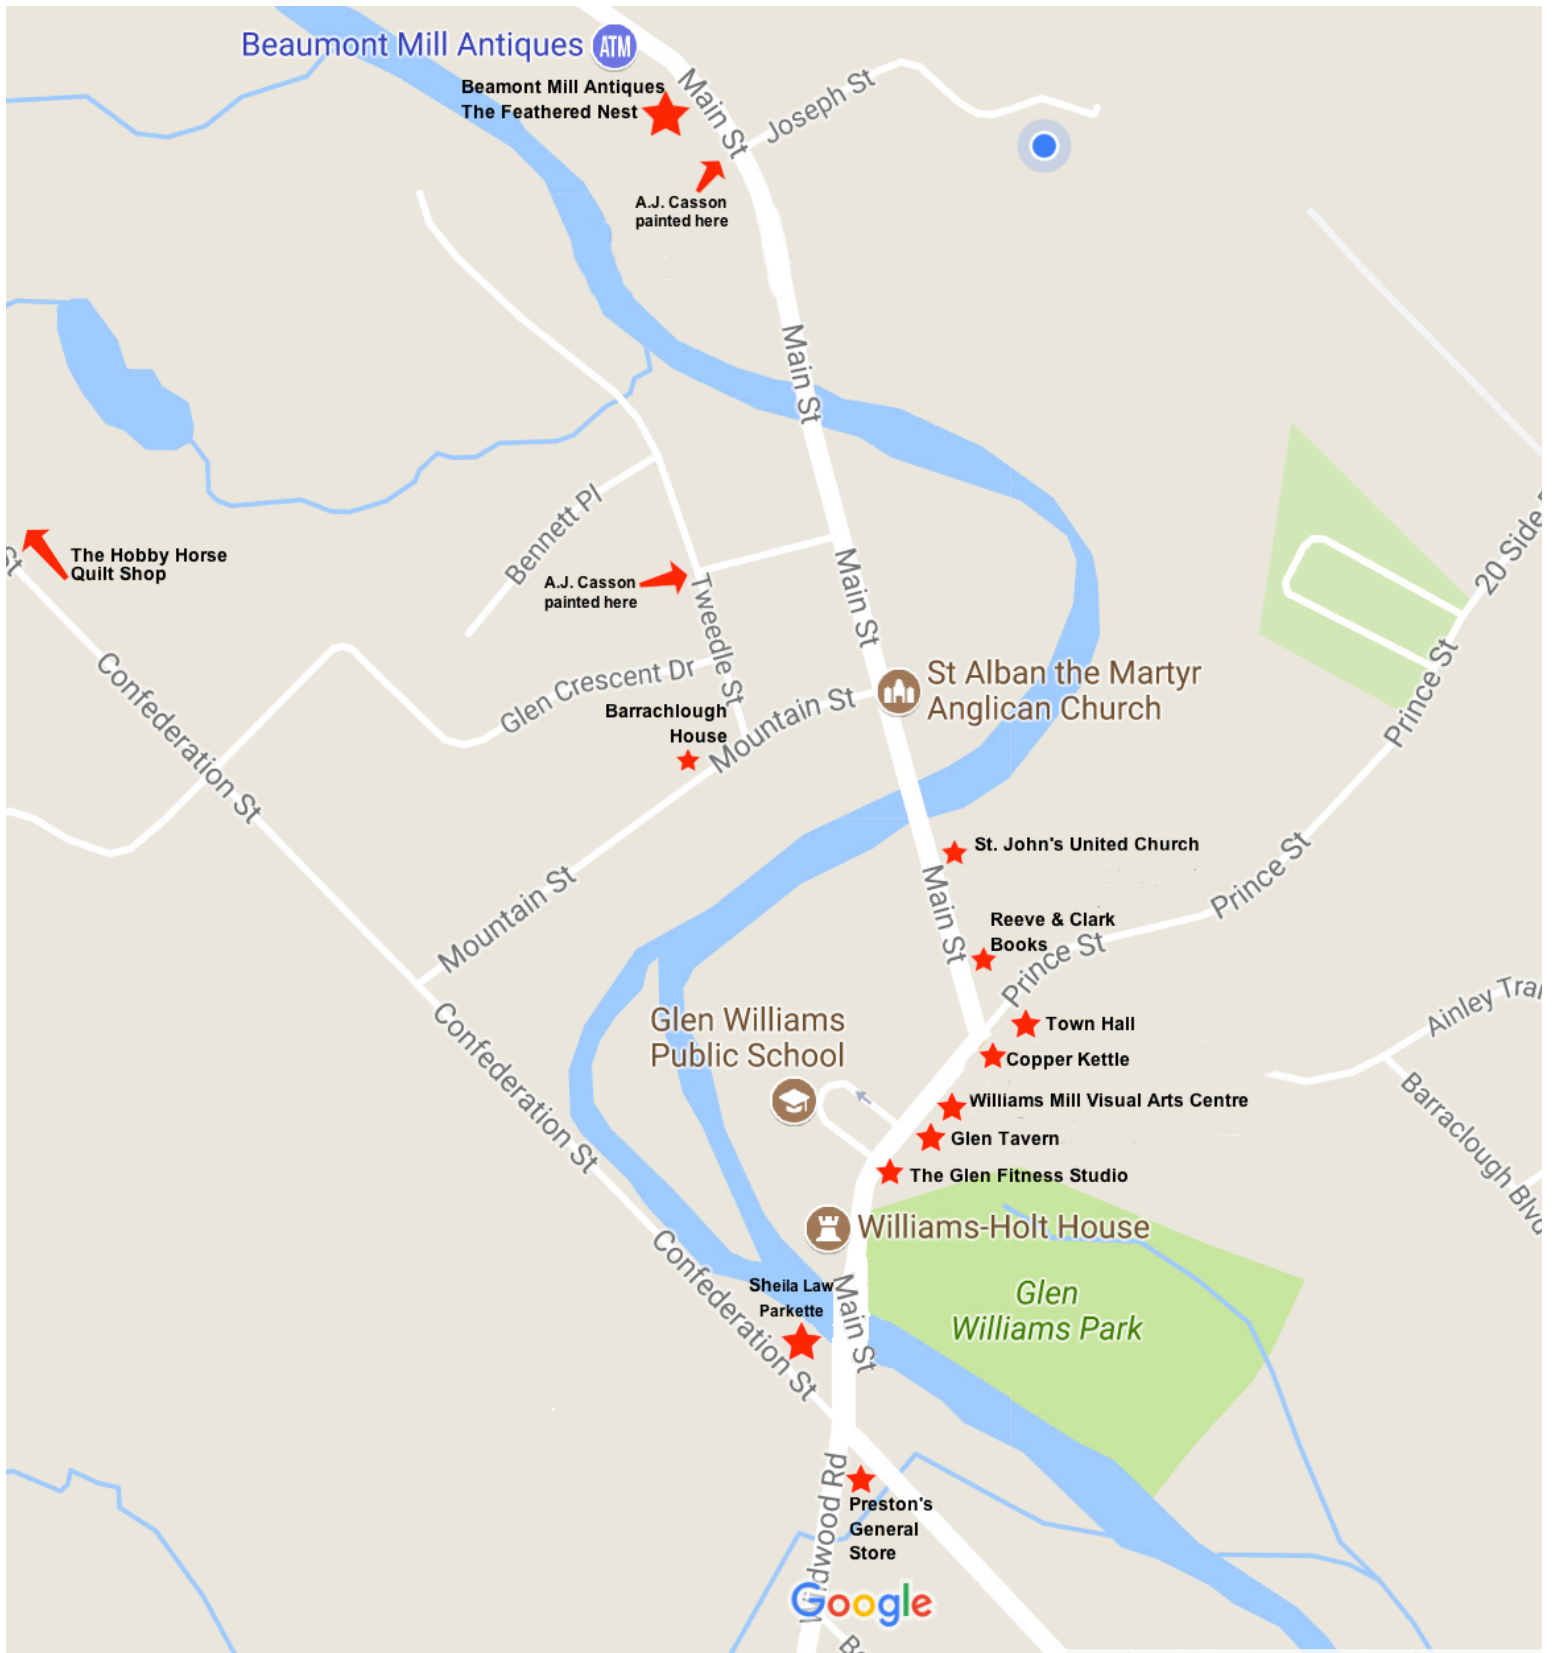 Beaumont Mill Antiques
ATM
Beamont Mill Antiques
The Feathered Nest
Main St
Joseph St
A.J. Casson
painted here
Main St
Bennett Pl
20 Side
St
The Hobby Horse
Quilt Shop
A.J. Casson
painted here
Tweedle St
Main St
Confederation St
Glen Crescent Dr
St Alban the Martyr
Anglican Church
Prince St
Barrachlough
House
Mountain St
St. John's United Church
Prince St
Main St
Mountain St
Reeve & Clark
Books
Prince St
Ainley Trai
Glen Williams
Public School
Town Hall
Copper Kettle
Confederation St
Williams Mill Visual Arts Centre
Glen Tavern
The Glen Fitness Studio
Barraclough Blvd
Williams-Holt House
Confederation St
Sheila Law
Parkette
Main St
Glen
Williams Park
Wildwood Rd
Preston's
General
Store
Google